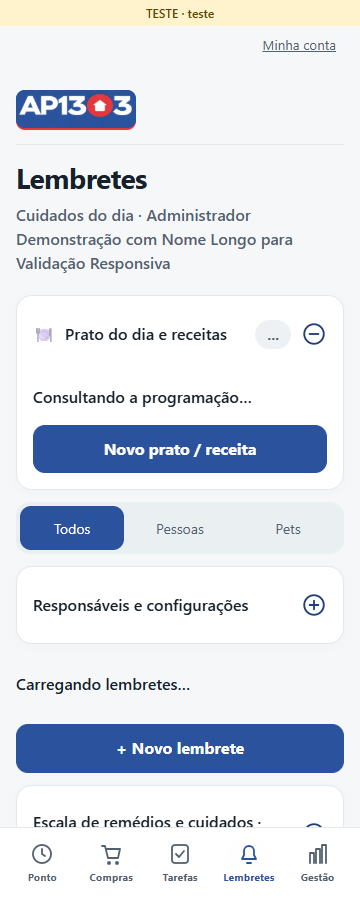 TESTE · teste
Minha conta
AP13 3
Lembretes
Cuidados do dia · Administrador
Demonstração com Nome Longo para
Validação Responsiva
Prato do dia e receitas
...
Consultando a programação...
Novo prato / receita
Todos
Pessoas
Pets
Responsáveis e configurações
Carregando lembretes...
+ Novo lembrete
Escala de remédios e cuidados ·
Ponto
Compras
Tarefas
Lembretes
Gestão